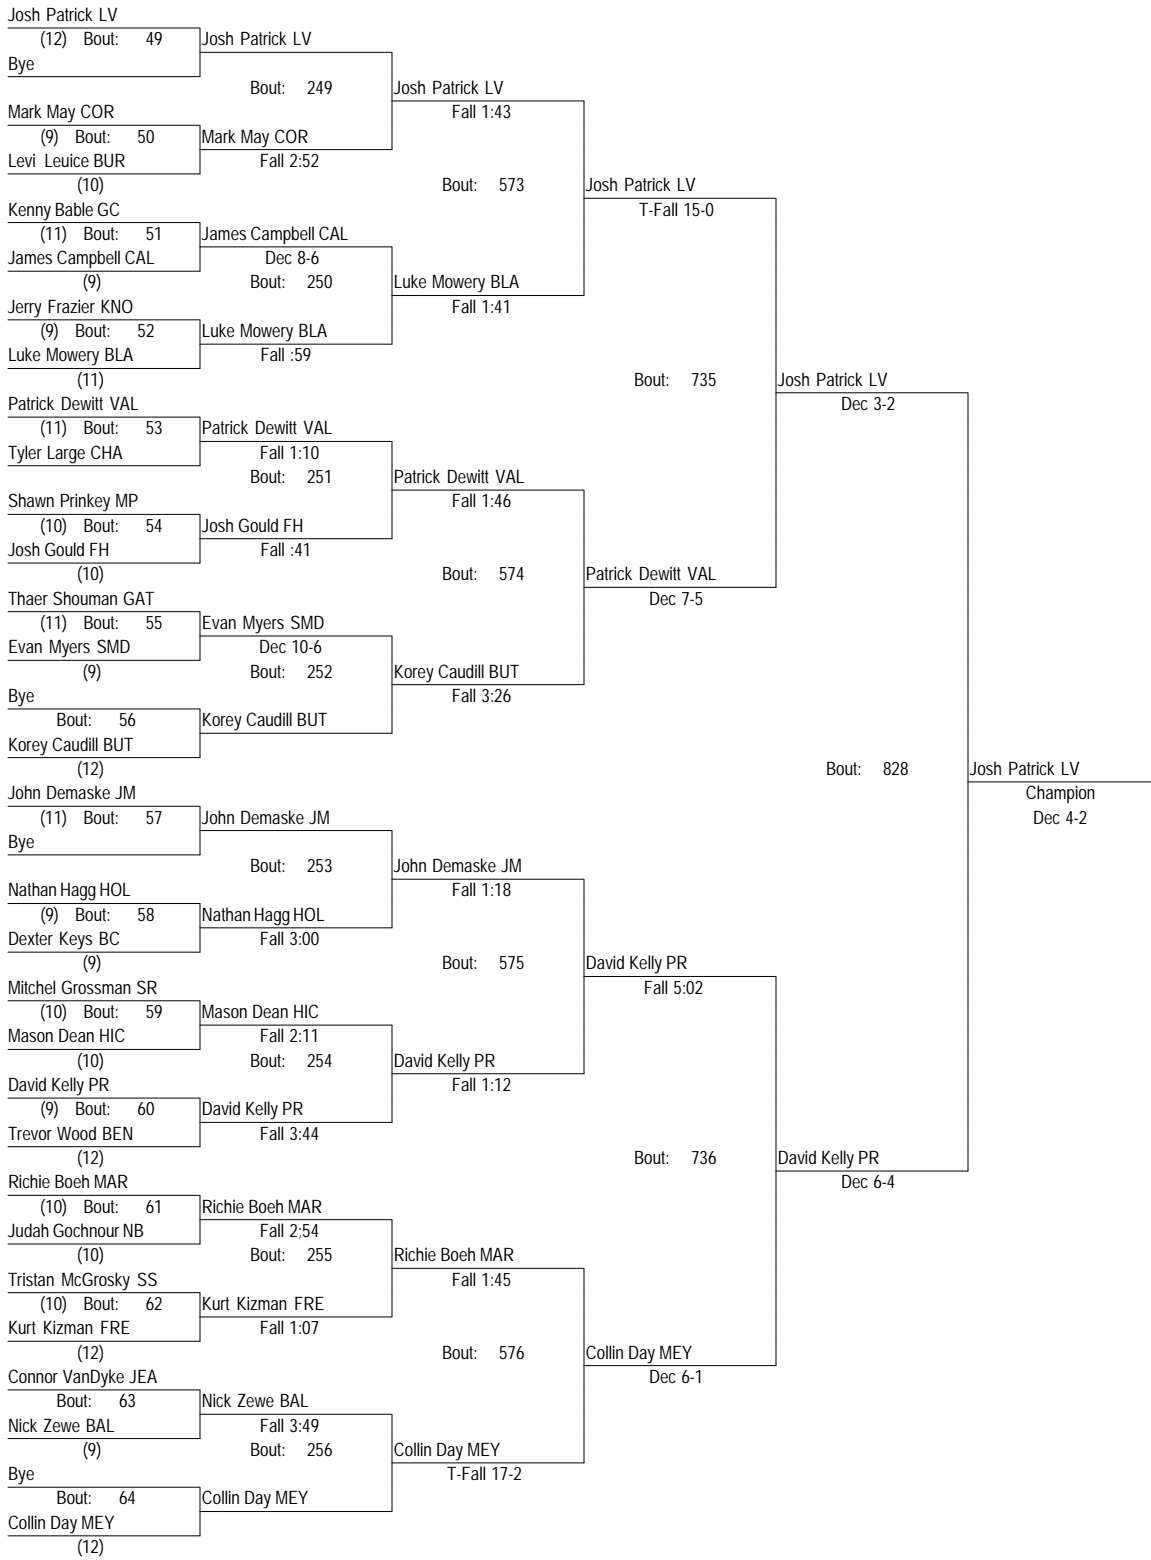 Josh Patrick LV
(12) Bout: 49 Josh Patrick LV
Bye
Bout: 249 Josh Patrick LV
Mark May COR Fall 1:43
(9) Bout: 50 Mark May COR
Levi Leuice BUR Fall 2:52
(10) Bout: 573 Josh Patrick LV
Kenny Bable GC T-Fall 15-0
(11) Bout: 51 James Campbell CAL
James Campbell CAL Dec 8-6
(9) Bout: 250 Luke Mowery BLA
Jerry Frazier KNO Fall 1:41
(9) Bout: 52 Luke Mowery BLA
Luke Mowery BLA Fall :59
(11) Bout: 735 Josh Patrick LV
Patrick Dewitt VAL Dec 3-2
(11) Bout: 53 Patrick Dewitt VAL
Tyler Large CHA Fall 1:10
Bout: 251 Patrick Dewitt VAL
Shawn Prinkey MP Fall 1:46
(10) Bout: 54 Josh Gould FH
Josh Gould FH Fall :41
(10) Bout: 574 Patrick Dewitt VAL
Thaer Shouman GAT Dec 7-5
(11) Bout: 55 Evan Myers SMD
Evan Myers SMD Dec 10-6
(9) Bout: 252 Korey Caudill BUT
Bye Fall 3:26
Bout: 56 Korey Caudill BUT
Korey Caudill BUT
(12) Bout: 828 Josh Patrick LV
John Demaske JM Champion
(11) Bout: 57 John Demaske JM Dec 4-2
Bye
Bout: 253 John Demaske JM
Nathan Hagg HOL Fall 1:18
(9) Bout: 58 Nathan Hagg HOL
Dexter Keys BC Fall 3:00
(9) Bout: 575 David Kelly PR
Mitchel Grossman SR Fall 5:02
(10) Bout: 59 Mason Dean HIC
Mason Dean HIC Fall 2:11
(10) Bout: 254 David Kelly PR
David Kelly PR Fall 1:12
(9) Bout: 60 David Kelly PR
Trevor Wood BEN Fall 3:44
(12) Bout: 736 David Kelly PR
Richie Boeh MAR Dec 6-4
(10) Bout: 61 Richie Boeh MAR
Judah Gochnour NB Fall 2;54
(10) Bout: 255 Richie Boeh MAR
Tristan McGrosky SS Fall 1:45
(10) Bout: 62 Kurt Kizman FRE
Kurt Kizman FRE Fall 1:07
(12) Bout: 576 Collin Day MEY
Connor VanDyke JEA Dec 6-1
Bout: 63 Nick Zewe BAL
Nick Zewe BAL Fall 3:49
(9) Bout: 256 Collin Day MEY
Bye T-Fall 17-2
Bout: 64 Collin Day MEY
Collin Day MEY
(12)